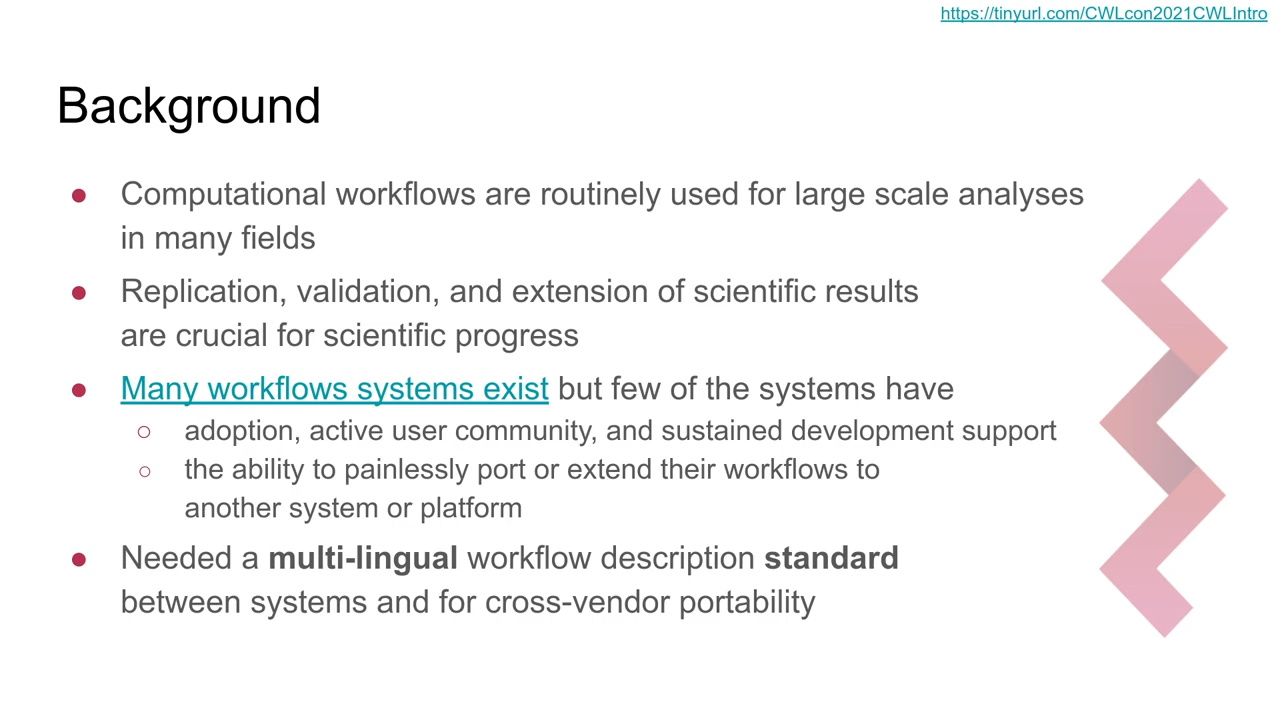 https://tinyurl.com/CWLcon2021CWLIntro
Background
● Computational workflows are routinely used for large scale analyses
in many fields
● Replication, validation, and extension of scientific results
are crucial for scientific progress
● Many workflows systems exist but few of the systems have
○ adoption, active user community, and sustained development support
○ the ability to painlessly port or extend their workflows to
another system or platform
● Needed a multi-lingual workflow description standard
between systems and for cross-vendor portability